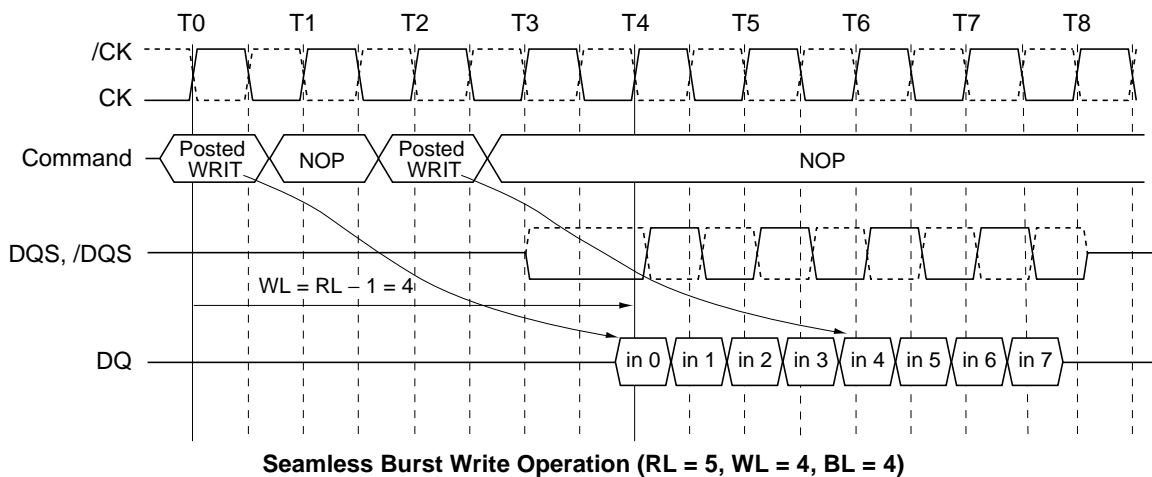 T0 T1 T2 T3 T4 T5 T6 T7 T8
/CK
CK
Command
Posted
WRIT
NOP
Posted
WRIT
NOP
DQS, /DQS
WL = RL − 1 = 4
DQ
in 0 in 1 in 2 in 3 in 4 in 5 in 6 in 7
Seamless Burst Write Operation (RL = 5, WL = 4, BL = 4)